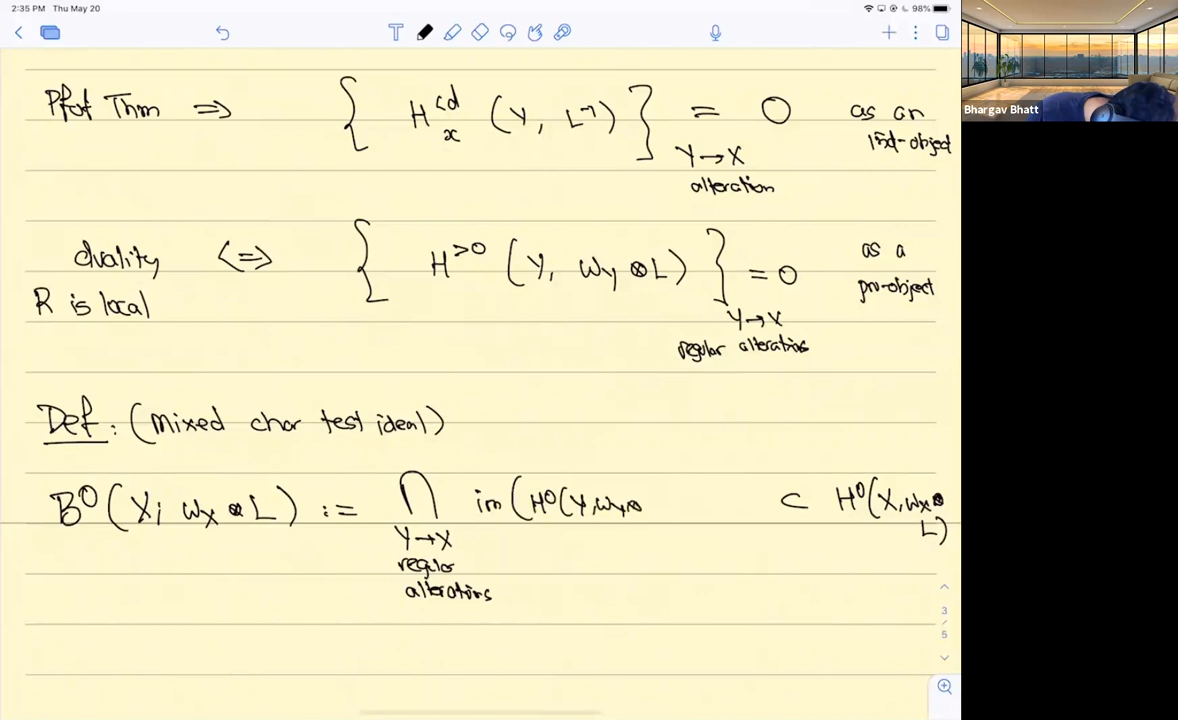 2:35 PM Thu May 20
98%
Bhargav Bhatt
Pf of Thm ⇒ { H^{<d}_x (Y, L^{-1}) }_{Y→X alteration} = 0 as an ind-object
duality ⇔ { H^{>0} (Y, ω_Y ⊗ L) }_{Y→X regular alterations} = 0 as a pro-object
R is local
Def: (mixed char test ideal)
B^0(X; ω_X ⊗ L) := ⋂_{Y→X regular alterations} im (H^0(Y, ω_Y ⊗ ⊂ H^0(X, ω_X ⊗ L)
3
5